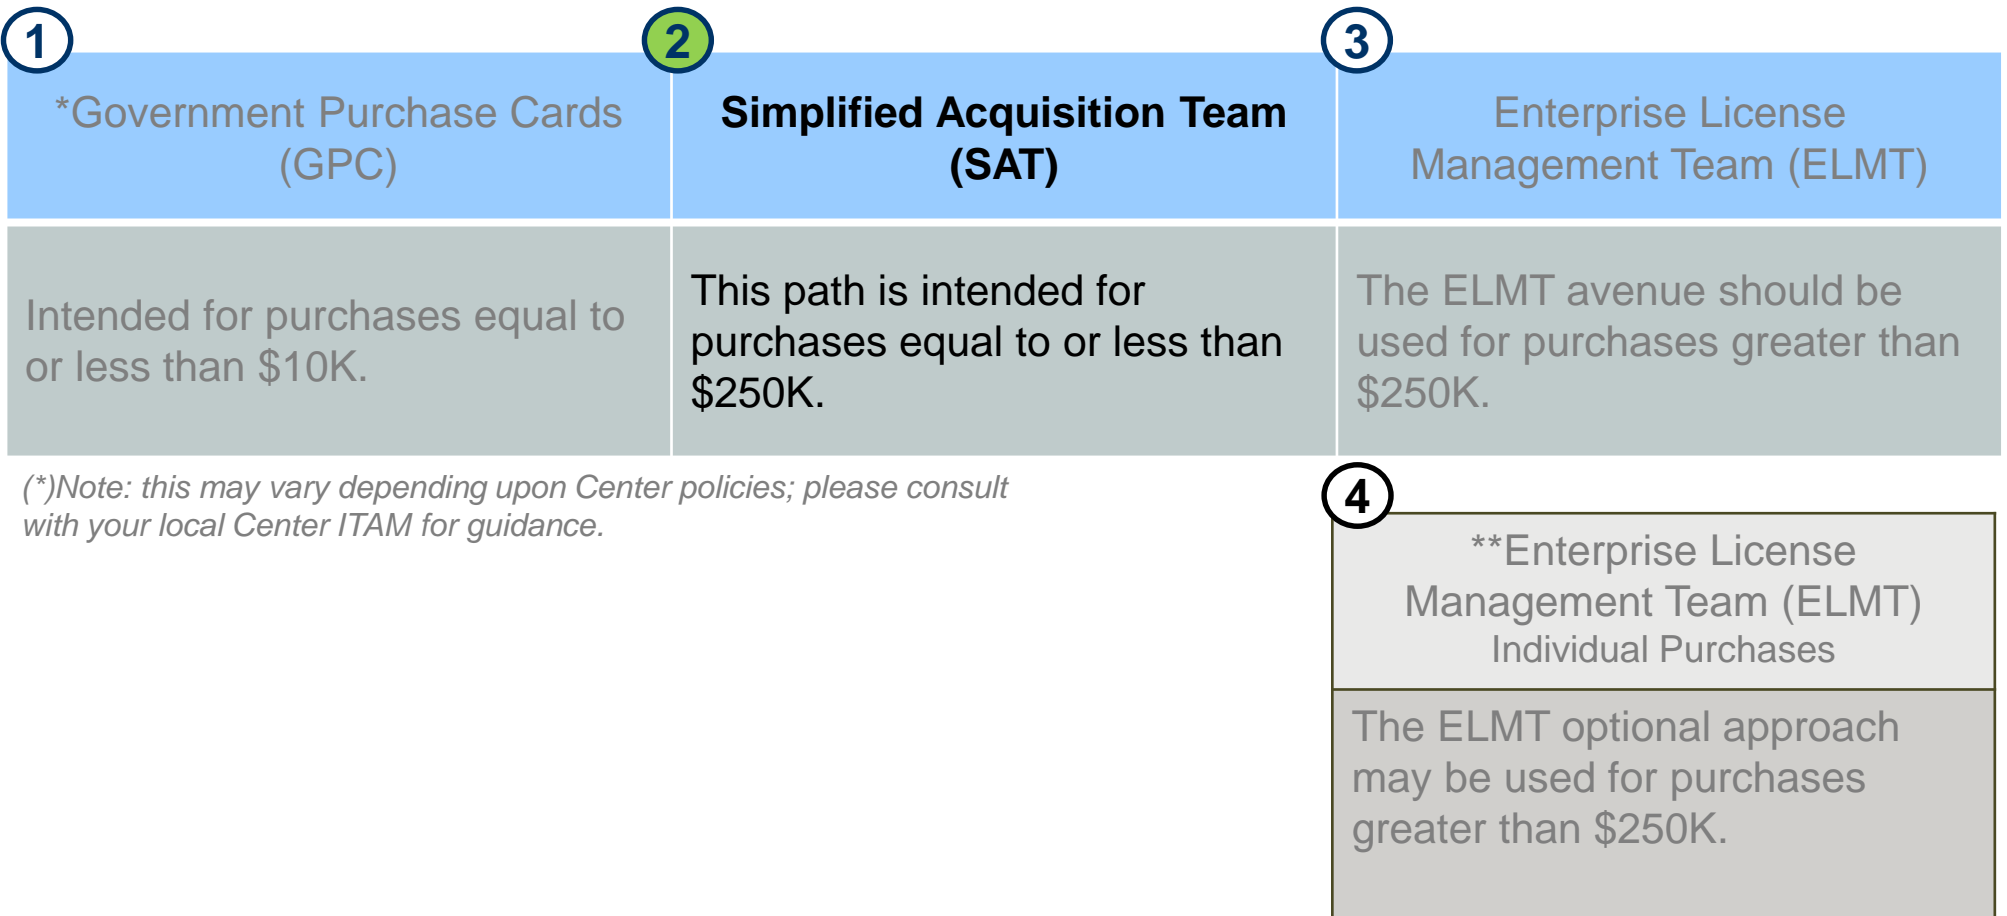 1
*Government Purchase Cards
(GPC)
2
Simplified Acquisition Team
(SAT)
3
Enterprise License
Management Team (ELMT)
Intended for purchases equal to
or less than $10K.
This path is intended for
purchases equal to or less than
$250K.
The ELMT avenue should be
used for purchases greater than
$250K.
(*)Note: this may vary depending upon Center policies; please consult
with your local Center ITAM for guidance.
4
**Enterprise License
Management Team (ELMT)
Individual Purchases
The ELMT optional approach
may be used for purchases
greater than $250K.